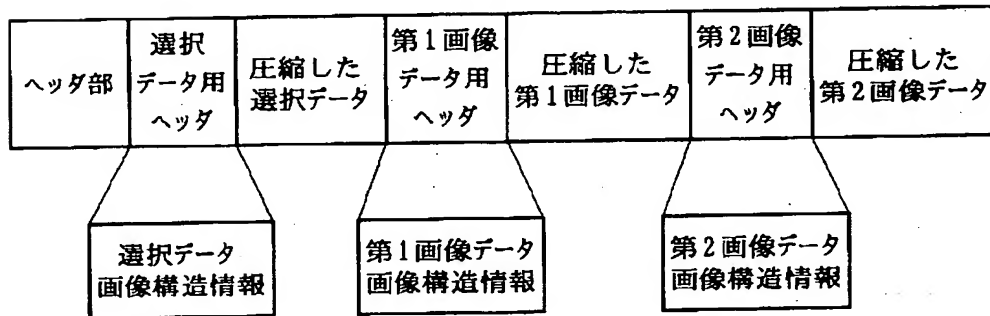 ヘッダ部
選択
データ用
ヘッダ
圧縮した
選択データ
第1画像
データ用
ヘッダ
圧縮した
第1画像データ
第2画像
データ用
ヘッダ
圧縮した
第2画像データ
選択データ
画像構造情報
第1画像データ
画像構造情報
第2画像データ
画像構造情報